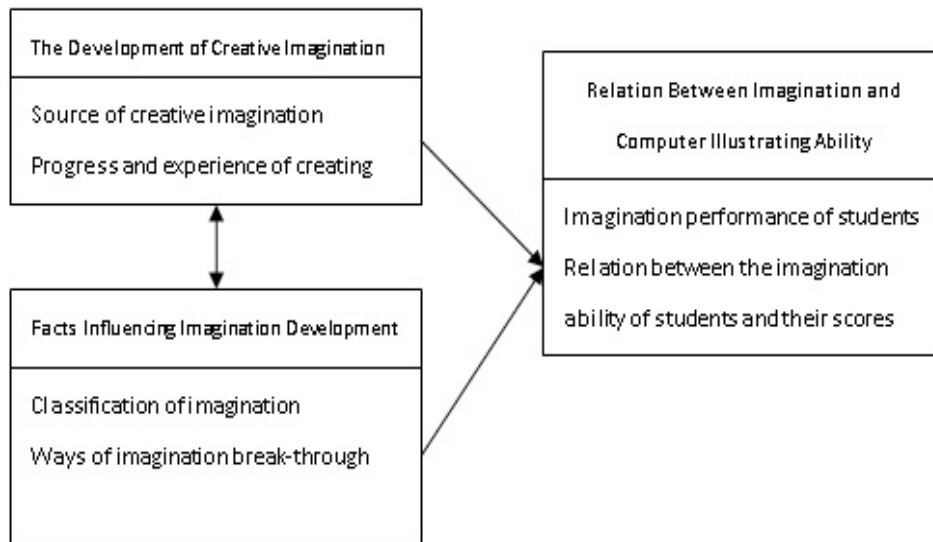 The Development of Creative Imagination
Source of creative imagination
Progress and experience of creating
Facts Influencing Imagination Development
Classification of imagination
Ways of imagination break-through
Relation Between Imagination and
Computer Illustrating Ability
Imagination performance of students
Relation between the imagination
ability of students and their scores